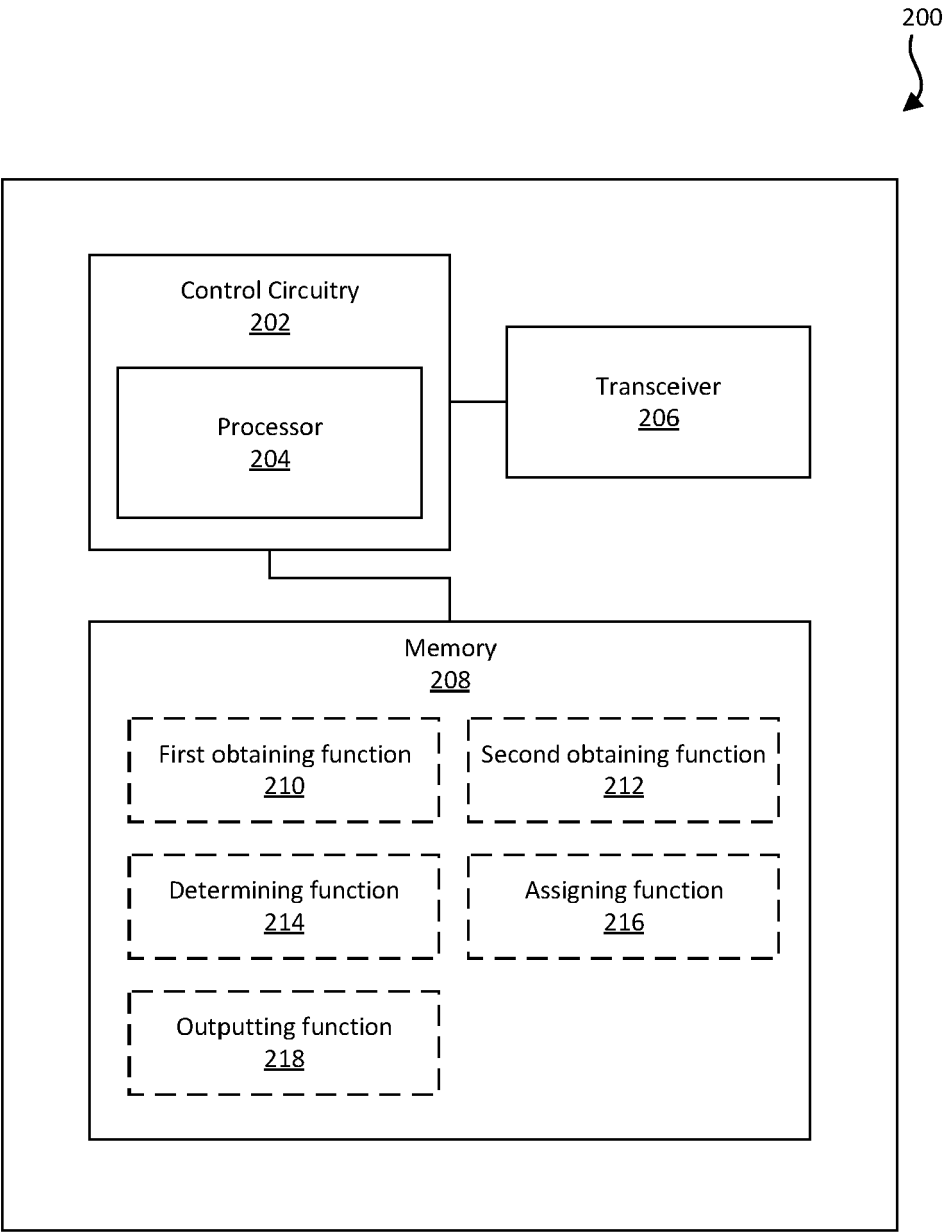 200
Control Circuitry
202
Processor
204
Transceiver
206
Memory
208
First obtaining function
210
Second obtaining function
212
Determining function
214
Assigning function
216
Outputting function
218